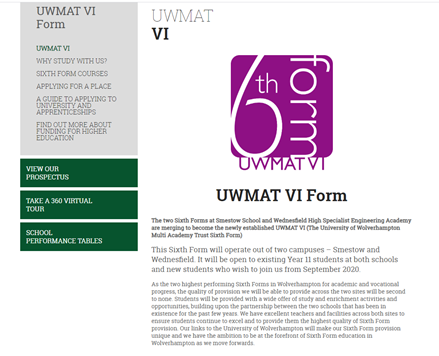 UWMAT VI
Form
UWMAT VI
WHY STUDY WITH US?
SIXTH FORM COURSES
APPLYING FOR A PLACE
A GUIDE TO APPLYING TO
UNIVERSITY AND
APPRENTICESHIPS
FIND OUT MORE ABOUT
FUNDING FOR HIGHER
EDUCATION
VIEW OUR
PROSPECTUS
TAKE A 360 VIRTUAL
TOUR
SCHOOL
PERFORMANCE TABLES
UWMAT
VI
6th
form
UWMAT VI
UWMAT VI Form
The two Sixth Forms at Smestow School and Wednesfield High Specialist Engineering Academy
are merging to become the newly established UWMAT VI (The University of Wolverhampton
Multi Academy Trust Sixth Form)
This Sixth Form will operate out of two campuses – Smestow and
Wednesfield. It will be open to existing Year 11 students at both schools
and new students who wish to join us from September 2020.
As the two highest performing Sixth Forms in Wolverhampton for academic and vocational
progress, the quality of provision we will be able to provide across the two sites will be second
to none. Students will be provided with a wide offer of study and enrichment activities and
opportunities, building upon the partnership between the two schools that has been in
existence for the past few years. We have excellent teachers and facilities across both sites to
ensure students continue to excel and to provide them the highest quality of Sixth Form
provision. Our links to the University of Wolverhampton will make our Sixth Form provision
unique and we have the ambition to be at the forefront of Sixth Form education in
Wolverhampton as we move forwards.